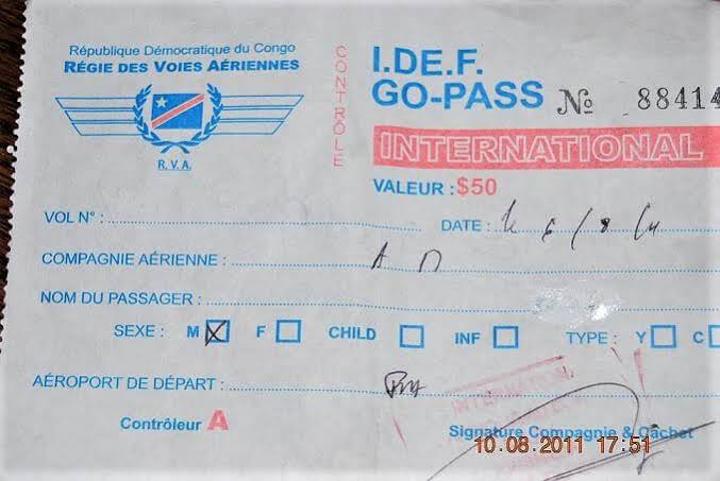 République Démocratique du Congo
RÉGIE DES VOIES AÉRIENNES
R.V.A.
CONTRÔLE
I.DE.F.
GO-PASS № 88414
INTERNATIONAL
VALEUR : $50
VOL N° :
DATE :
COMPAGNIE AÉRIENNE :
NOM DU PASSAGER :
SEXE : M X F CHILD INF TYPE : Y C
AÉROPORT DE DÉPART :
Contrôleur A
INTERNATIONAL
Signature Compagnie & Cachet
10.08.2011 17:51